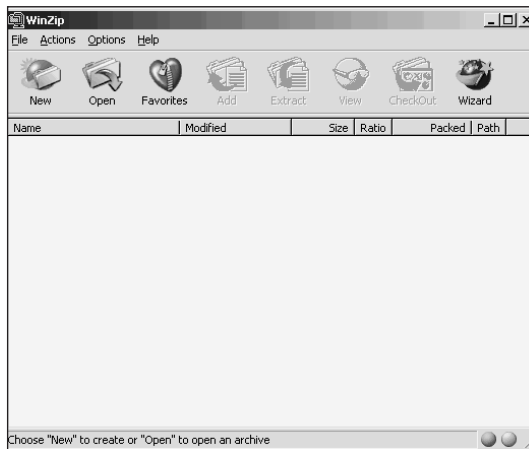 WinZip
File Actions Options Help
New Open Favorites Add Extract View CheckOut Wizard
Name Modified Size Ratio Packed Path
Choose "New" to create or "Open" to open an archive